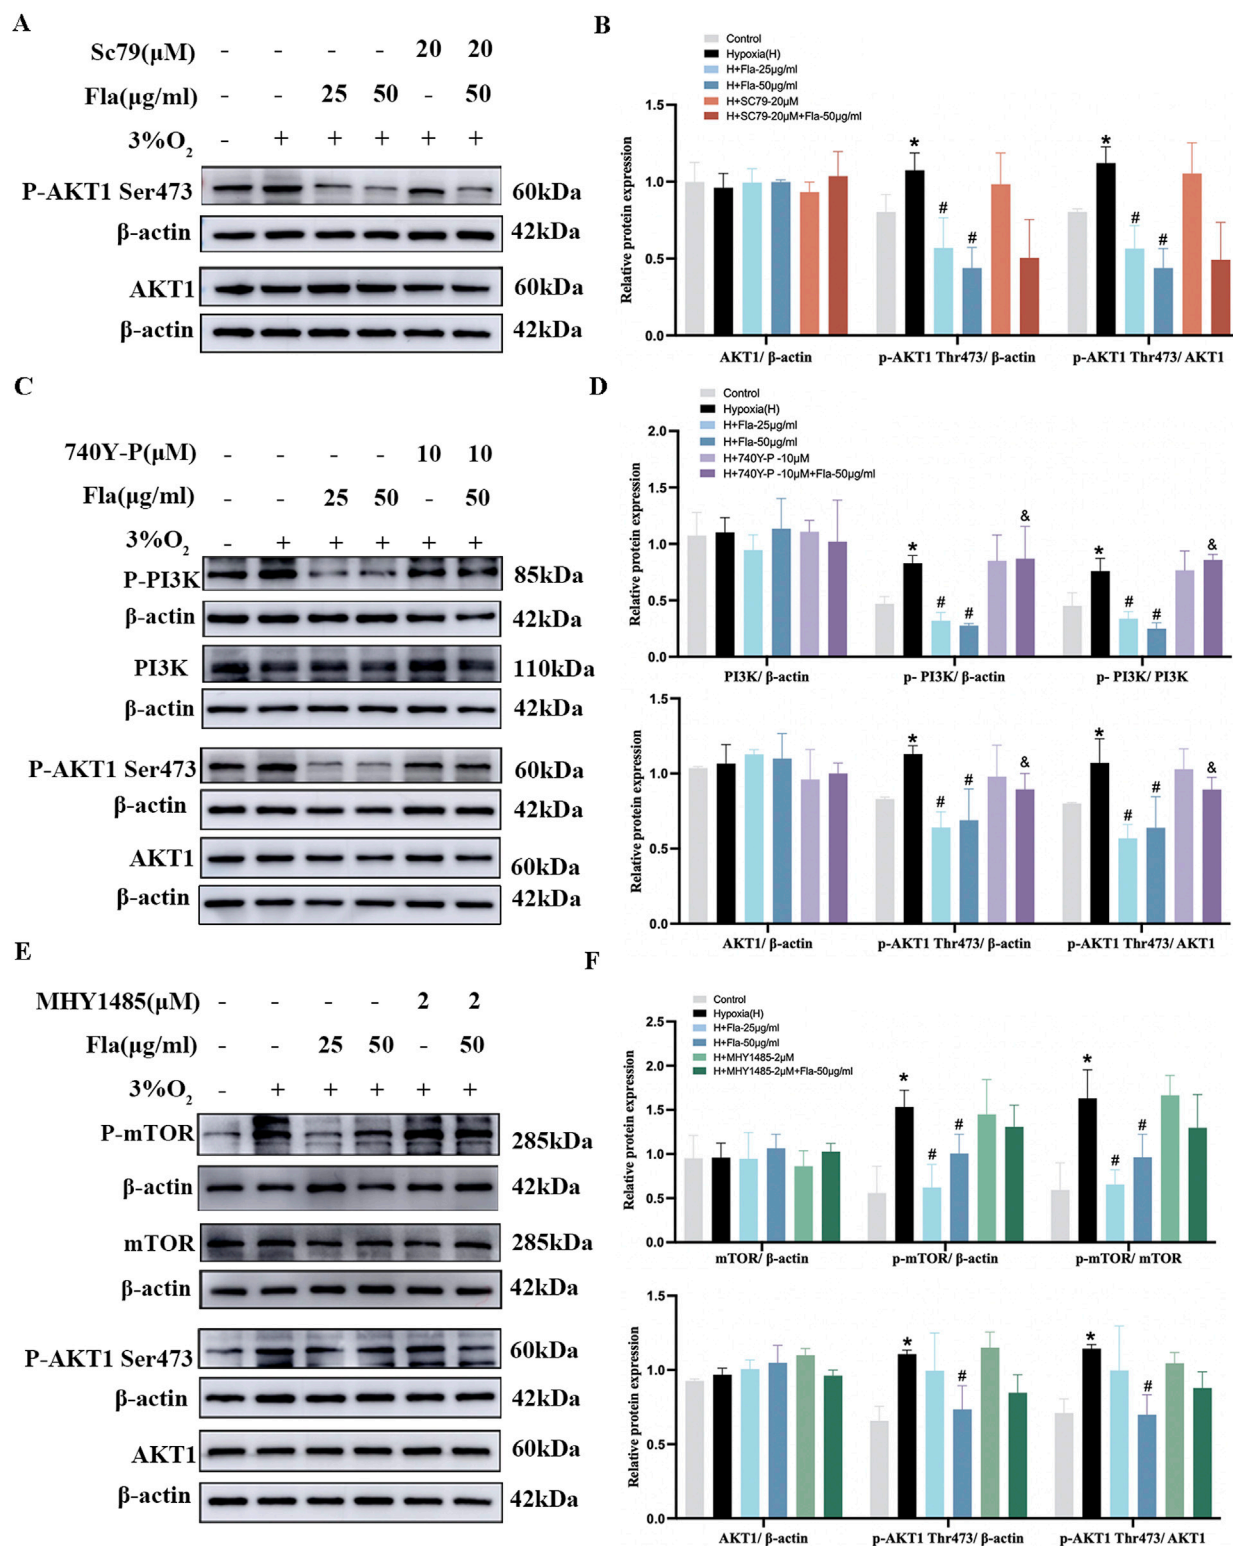 A
Sc79(μM) - - - - 20 20
Fla(μg/ml) - - 25 50 - 50
3%O2 - + + + + +
P-AKT1 Ser473 60kDa
β-actin 42kDa
AKT1 60kDa
β-actin 42kDa
B
Control
Hypoxia(H)
H+Fla-25μg/ml
H+Fla-50μg/ml
H+SC79-20μM
H+SC79-20μM+Fla-50μg/ml
Relative protein expression
1.5
1.0
0.5
0.0
* # # * # #
AKT1/ β-actin p-AKT1 Thr473/ β-actin p-AKT1 Thr473/ AKT1
C
740Y-P(μM) - - - - 10 10
Fla(μg/ml) - - 25 50 - 50
3%O2 - + + + + +
P-PI3K 85kDa
β-actin 42kDa
PI3K 110kDa
β-actin 42kDa
P-AKT1 Ser473 60kDa
β-actin 42kDa
AKT1 60kDa
β-actin 42kDa
D
Control
Hypoxia(H)
H+Fla-25μg/ml
H+Fla-50μg/ml
H+740Y-P -10μM
H+740Y-P -10μM+Fla-50μg/ml
Relative protein expression
2.0
1.5
1.0
0.5
0.0
* # # & * # # &
PI3K/ β-actin p- PI3K/ β-actin p- PI3K/ PI3K
Relative protein expression
1.5
1.0
0.5
0.0
* # # & * # # &
AKT1/ β-actin p-AKT1 Thr473/ β-actin p-AKT1 Thr473/ AKT1
E
MHY1485(μM) - - - - 2 2
Fla(μg/ml) - - 25 50 - 50
3%O2 - + + + + +
P-mTOR 285kDa
β-actin 42kDa
mTOR 285kDa
β-actin 42kDa
P-AKT1 Ser473 60kDa
β-actin 42kDa
AKT1 60kDa
β-actin 42kDa
F
Control
Hypoxia(H)
H+Fla-25μg/ml
H+Fla-50μg/ml
H+MHY1485-2μM
H+MHY1485-2μM+Fla-50μg/ml
Relative protein expression
2.5
2.0
1.5
1.0
0.5
0.0
* # # * # #
mTOR/ β-actin p-mTOR/ β-actin p-mTOR/ mTOR
Relative protein expression
1.5
1.0
0.5
0.0
* # * #
AKT1/ β-actin p-AKT1 Thr473/ β-actin p-AKT1 Thr473/ AKT1